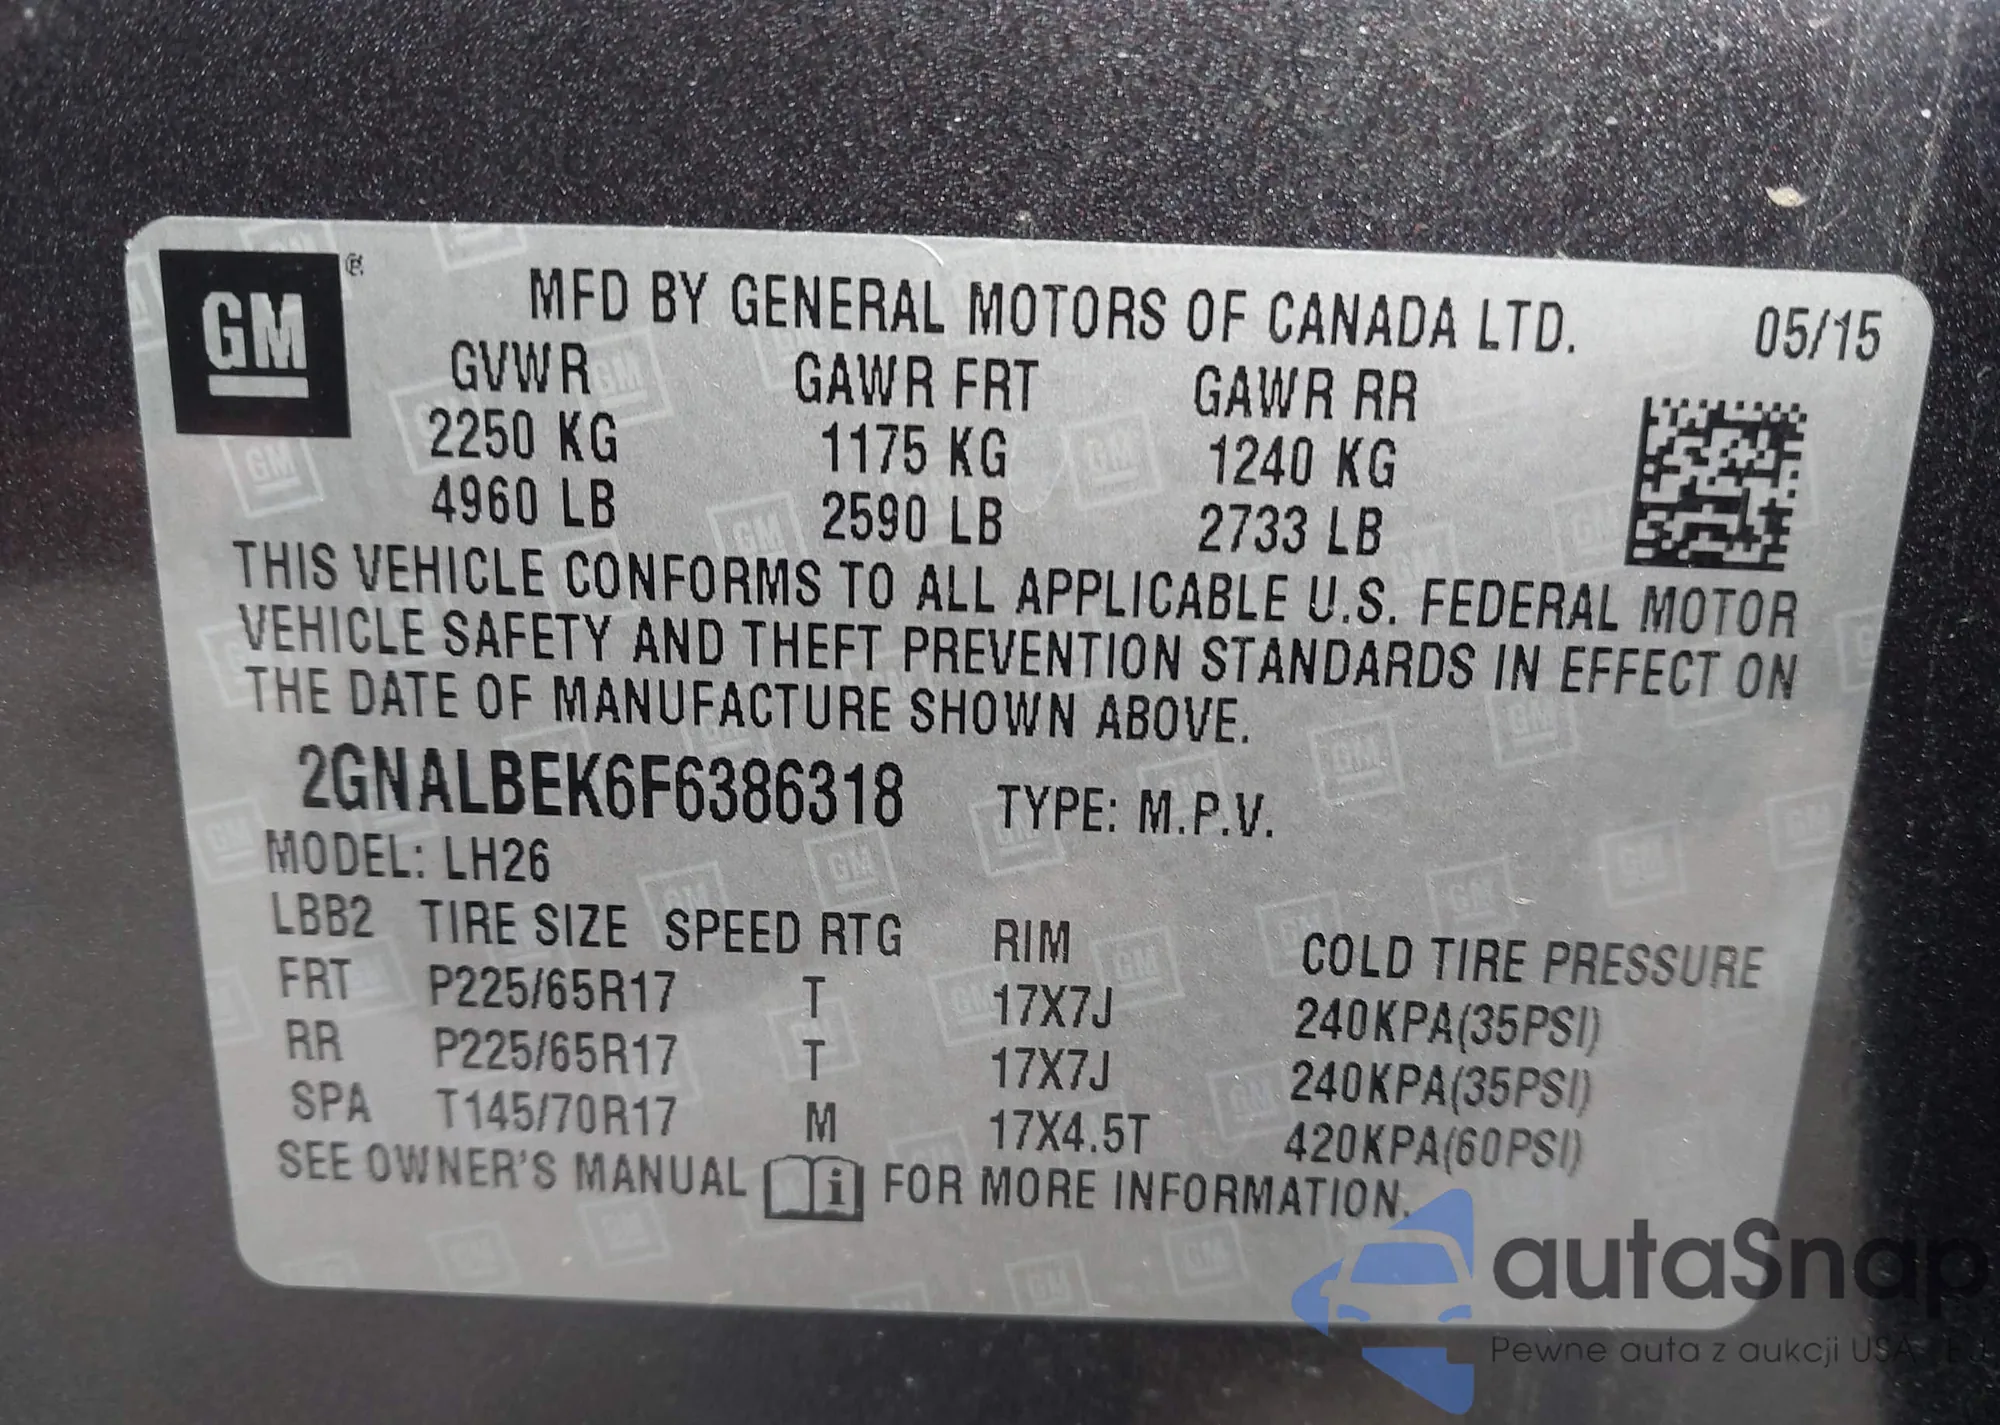 GM ®
MFD BY GENERAL MOTORS OF CANADA LTD. 05/15
GVWR GAWR FRT GAWR RR
2250 KG 1175 KG 1240 KG
4960 LB 2590 LB 2733 LB
THIS VEHICLE CONFORMS TO ALL APPLICABLE U.S. FEDERAL MOTOR
VEHICLE SAFETY AND THEFT PREVENTION STANDARDS IN EFFECT ON
THE DATE OF MANUFACTURE SHOWN ABOVE.
2GNALBEK6F6386318 TYPE: M.P.V.
MODEL: LH26
LBB2 TIRE SIZE SPEED RTG RIM COLD TIRE PRESSURE
FRT P225/65R17 T 17X7J 240KPA(35PSI)
RR P225/65R17 T 17X7J 240KPA(35PSI)
SPA T145/70R17 M 17X4.5T 420KPA(60PSI)
SEE OWNER'S MANUAL i FOR MORE INFORMATION.
autaSnap
Pewne auta z aukcji USA